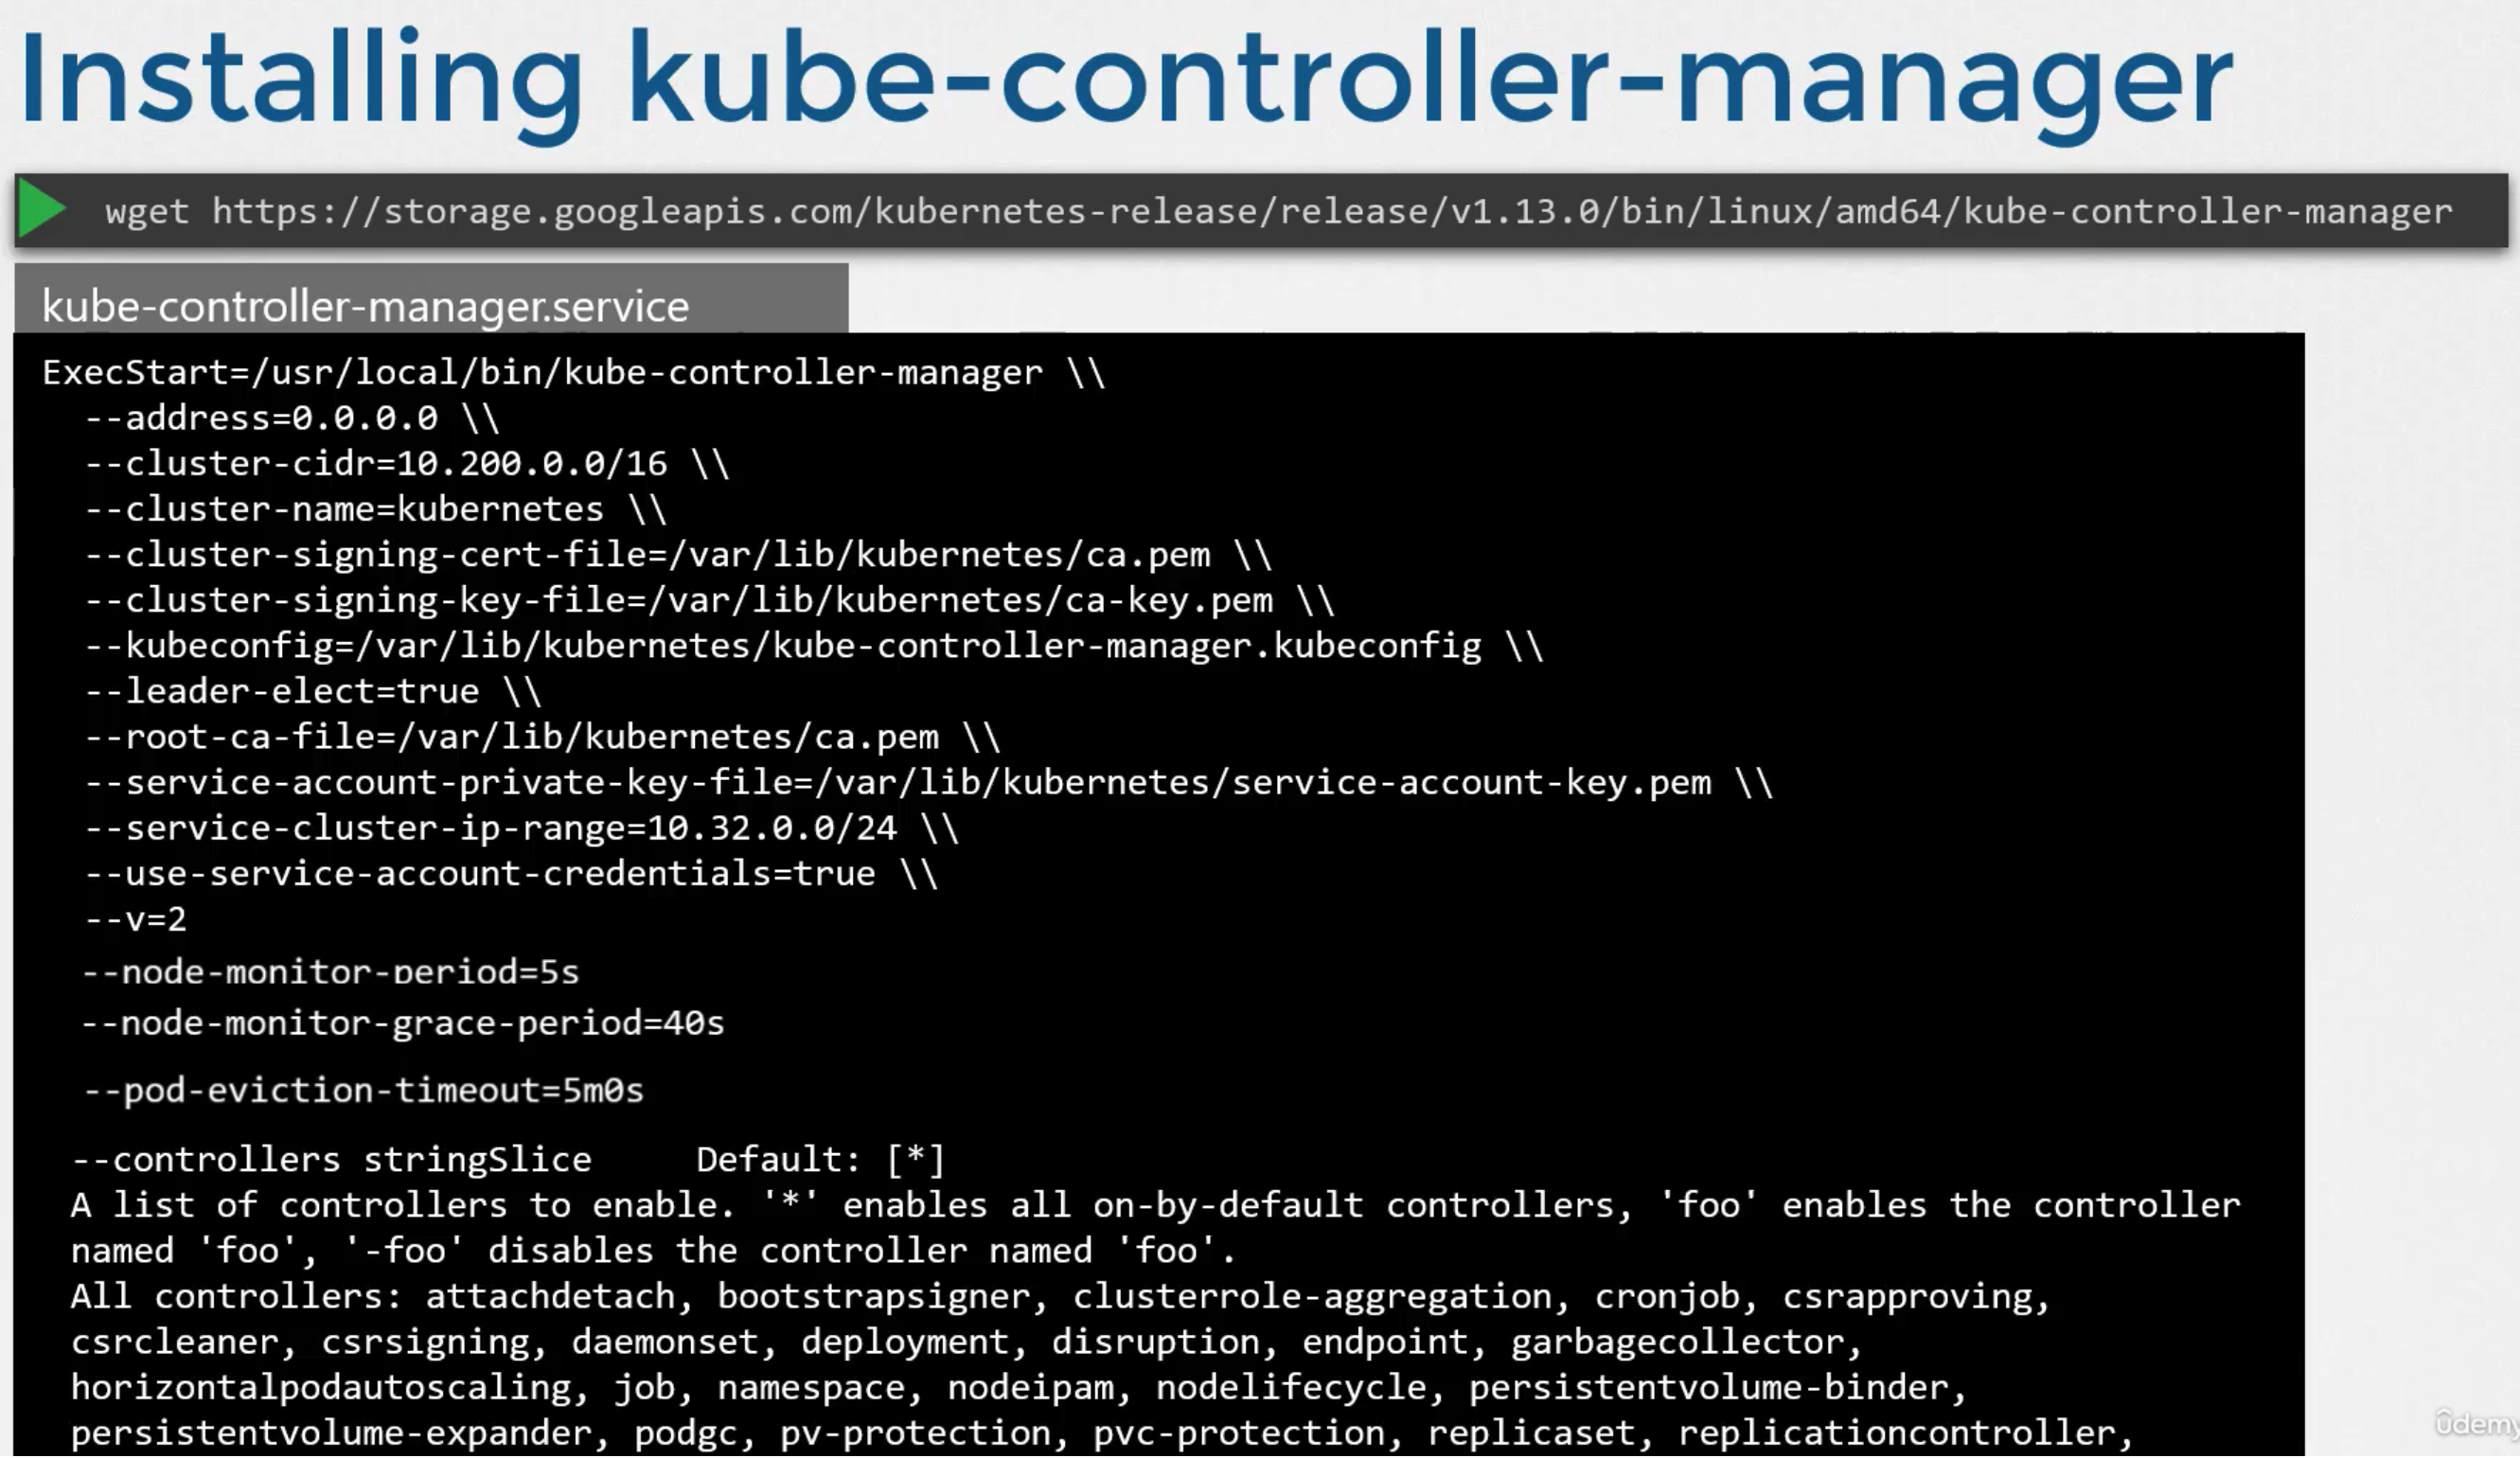 Installing kube-controller-manager
wget https://storage.googleapis.com/kubernetes-release/release/v1.13.0/bin/linux/amd64/kube-controller-manager
kube-controller-manager.service
ExecStart=/usr/local/bin/kube-controller-manager \\
--address=0.0.0.0 \\
--cluster-cidr=10.200.0.0/16 \\
--cluster-name=kubernetes \\
--cluster-signing-cert-file=/var/lib/kubernetes/ca.pem \\
--cluster-signing-key-file=/var/lib/kubernetes/ca-key.pem \\
--kubeconfig=/var/lib/kubernetes/kube-controller-manager.kubeconfig \\
--leader-elect=true \\
--root-ca-file=/var/lib/kubernetes/ca.pem \\
--service-account-private-key-file=/var/lib/kubernetes/service-account-key.pem \\
--service-cluster-ip-range=10.32.0.0/24 \\
--use-service-account-credentials=true \\
--v=2
--node-monitor-period=5s
--node-monitor-grace-period=40s
--pod-eviction-timeout=5m0s
--controllers stringSlice     Default: [*]
A list of controllers to enable. '*' enables all on-by-default controllers, 'foo' enables the controller
named 'foo', '-foo' disables the controller named 'foo'.
All controllers: attachdetach, bootstrapsigner, clusterrole-aggregation, cronjob, csrapproving,
csrcleaner, csrsigning, daemonset, deployment, disruption, endpoint, garbagecollector,
horizontalpodautoscaling, job, namespace, nodeipam, nodelifecycle, persistentvolume-binder,
persistentvolume-expander, podgc, pv-protection, pvc-protection, replicaset, replicationcontroller,
ûdemy